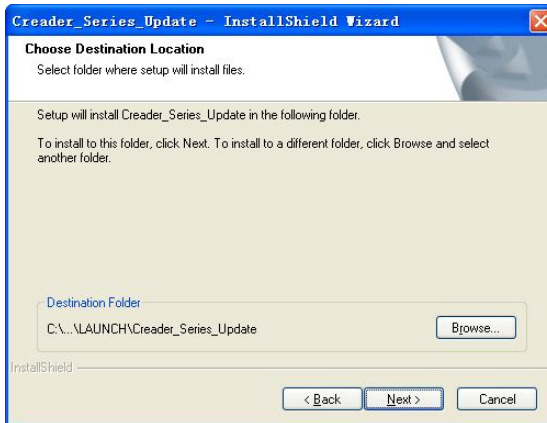 Creader_Series_Update - InstallShield Wizard
Choose Destination Location
Select folder where setup will install files.
Setup will install Creader_Series_Update in the following folder.
To install to this folder, click Next. To install to a different folder, click Browse and select
another folder.
Destination Folder
C:\...\LAUNCH\Creader_Series_Update
Browse...
InstallShield
< Back
Next >
Cancel